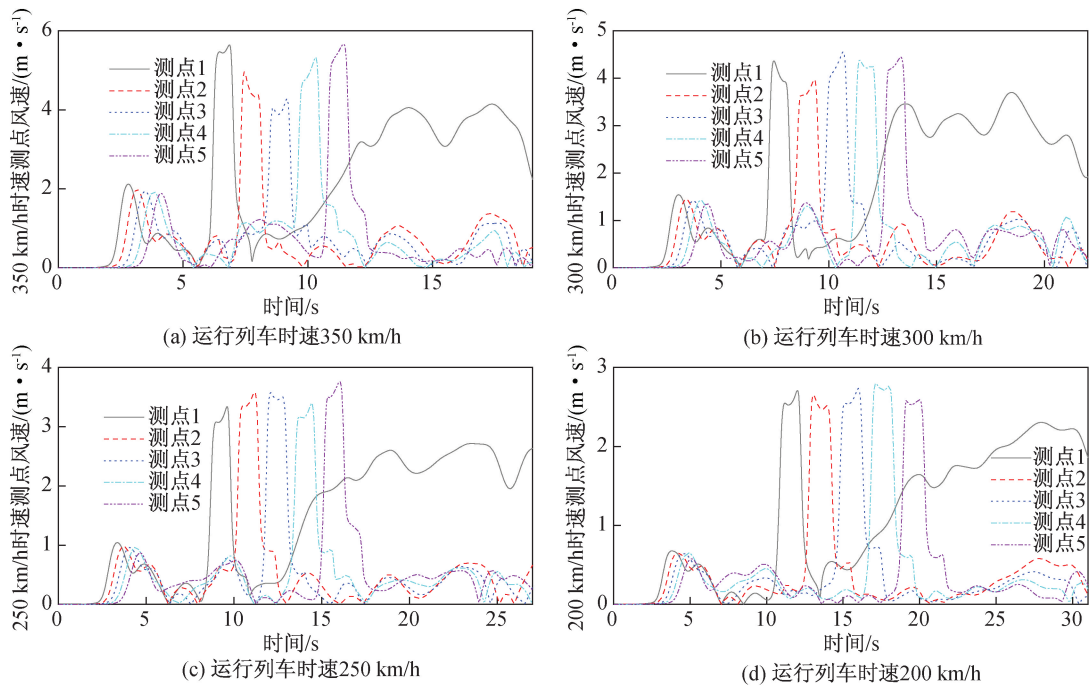 350 km/h时速测点风速/(m·s⁻¹)
6
4
2
0
测点1
测点2
测点3
测点4
测点5
0 5 10 15
时间/s
(a) 运行列车时速350 km/h
300 km/h时速测点风速/(m·s⁻¹)
5
4
3
2
1
0
测点1
测点2
测点3
测点4
测点5
0 5 10 15 20
时间/s
(b) 运行列车时速300 km/h
250 km/h时速测点风速/(m·s⁻¹)
4
3
2
1
0
测点1
测点2
测点3
测点4
测点5
0 5 10 15 20 25
时间/s
(c) 运行列车时速250 km/h
200 km/h时速测点风速/(m·s⁻¹)
3
2
1
0
测点1
测点2
测点3
测点4
测点5
0 5 10 15 20 25 30
时间/s
(d) 运行列车时速200 km/h